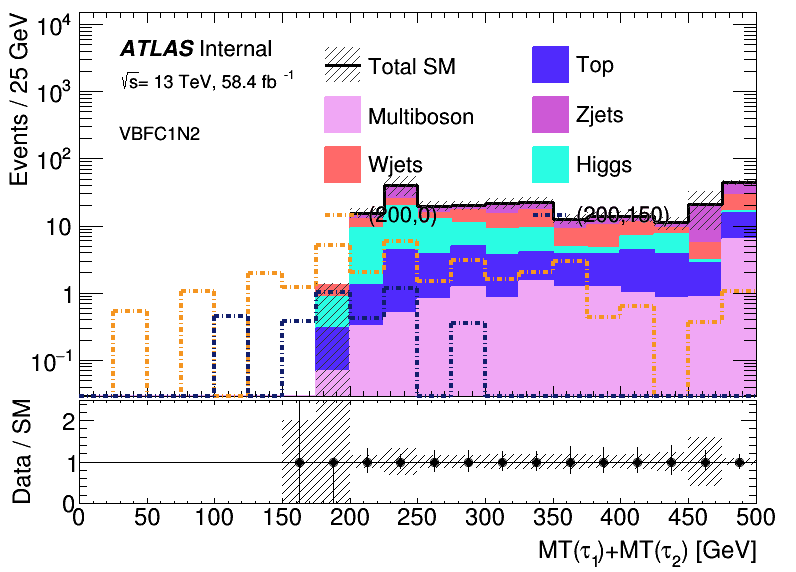 Events / 25 GeV
10⁴
10³
10²
10
1
10⁻¹
ATLAS Internal
√s= 13 TeV, 58.4 fb ⁻¹
VBFC1N2
Total SM
Top
Multiboson
Zjets
Wjets
Higgs
(200,0)
(200,150)
Data / SM
2
1
0
0 50 100 150 200 250 300 350 400 450 500
MT(τ₁)+MT(τ₂) [GeV]